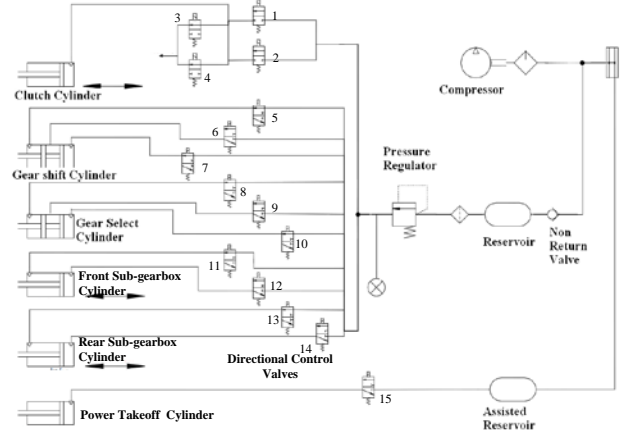 3
1
2
4
Clutch Cylinder
Compressor
5
6
7
Gear shift Cylinder
Pressure
Regulator
8
9
Gear Select
Cylinder
10
Reservoir
Non
Return
Valve
11
Front Sub-gearbox
Cylinder
12
13
Rear Sub-gearbox
Cylinder
14
Directional Control
Valves
15
Power Takeoff Cylinder
Assisted
Reservoir